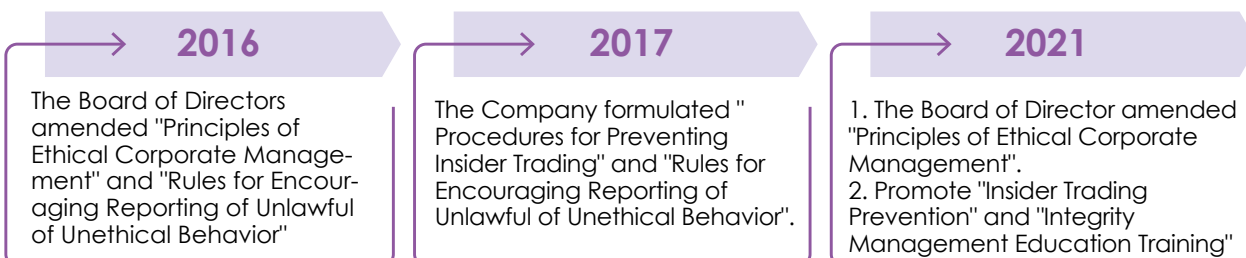 2016
The Board of Directors
amended "Principles of
Ethical Corporate Manage-
ment" and "Rules for Encour-
aging Reporting of Unlawful
of Unethical Behavior"
2017
The Company formulated "
Procedures for Preventing
Insider Trading" and "Rules for
Encouraging Reporting of
Unlawful of Unethical Behavior".
2021
1. The Board of Director amended
"Principles of Ethical Corporate
Management".
2. Promote "Insider Trading
Prevention" and "Integrity
Management Education Training"